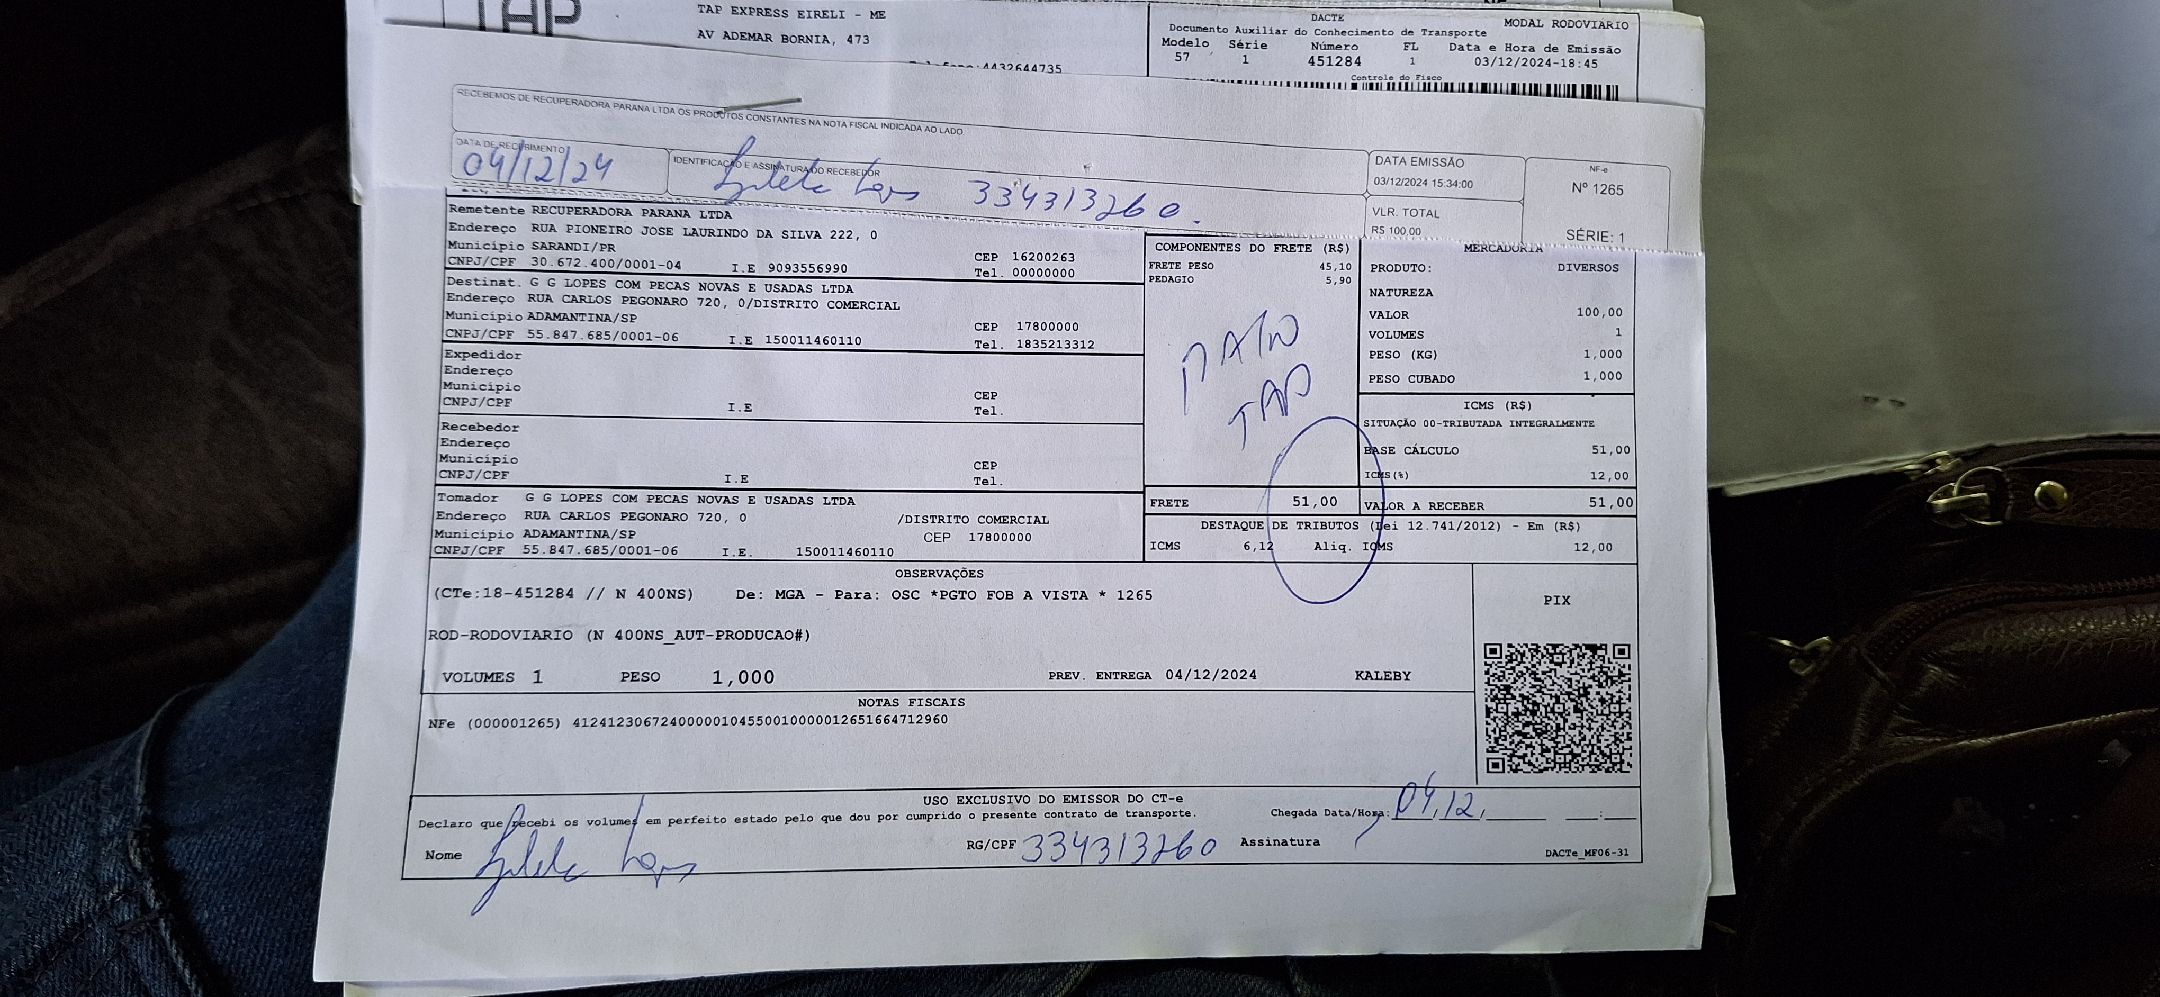 TAP
TAP EXPRESS EIRELI - ME
AV ADEMAR BORNIA, 473
4432644735
DACTE
MODAL RODOVIARIO
Documento Auxiliar do Conhecimento de Transporte
Modelo Série Número FL Data e Hora de Emissão
57 1 451284 1 03/12/2024-18:45
Controle do Fisco
RECEBEMOS DE RECUPERADORA PARANA LTDA OS PRODUTOS CONSTANTES NA NOTA FISCAL INDICADA AO LADO
DATA DE RECEBIMENTO
04/12/24
IDENTIFICAÇÃO E ASSINATURA DO RECEBEDOR
334313260.
DATA EMISSÃO
03/12/2024 15:34:00
VLR. TOTAL
R$ 100,00
NF-e
Nº 1265
SÉRIE: 1
Remetente RECUPERADORA PARANA LTDA
Endereço RUA PIONEIRO JOSE LAURINDO DA SILVA 222, 0
Município SARANDI/PR CEP 16200263
CNPJ/CPF 30.672.400/0001-04 I.E 9093556990 Tel. 00000000
Destinat. G G LOPES COM PECAS NOVAS E USADAS LTDA
Endereço RUA CARLOS PEGONARO 720, 0/DISTRITO COMERCIAL
Município ADAMANTINA/SP CEP 17800000
CNPJ/CPF 55.847.685/0001-06 I.E 150011460110 Tel. 1835213312
Expedidor
Endereço
Município CEP
CNPJ/CPF I.E Tel.
Recebedor
Endereço
Município CEP
CNPJ/CPF I.E Tel.
Tomador G G LOPES COM PECAS NOVAS E USADAS LTDA
Endereço RUA CARLOS PEGONARO 720, 0 /DISTRITO COMERCIAL
Município ADAMANTINA/SP CEP 17800000
CNPJ/CPF 55.847.685/0001-06 I.E. 150011460110
COMPONENTES DO FRETE (R$)
FRETE PESO 45,10
PEDAGIO 5,90
TAP
FRETE 51,00
MERCADORIA
PRODUTO: DIVERSOS
NATUREZA
VALOR 100,00
VOLUMES 1
PESO (KG) 1,000
PESO CUBADO 1,000
ICMS (R$)
SITUAÇÃO 00-TRIBUTADA INTEGRALMENTE
BASE CÁLCULO 51,00
ICMS(%) 12,00
VALOR A RECEBER 51,00
DESTAQUE DE TRIBUTOS (Lei 12.741/2012) - Em (R$)
ICMS 6,12 Aliq. ICMS 12,00
OBSERVAÇÕES
(CTe:18-451284 // N 400NS) De: MGA - Para: OSC *PGTO FOB A VISTA * 1265
ROD-RODOVIARIO (N 400NS_AUT-PRODUCAO#)
VOLUMES 1 PESO 1,000 PREV. ENTREGA 04/12/2024 KALEBY
PIX
NOTAS FISCAIS
NFe (000001265) 41241230672400000104550010000012651664712960
USO EXCLUSIVO DO EMISSOR DO CT-e
Declaro que recebi os volumes em perfeito estado pelo que dou por cumprido o presente contrato de transporte.
Chegada Data/Hora: 04,12,
Nome
RG/CPF 334313260 Assinatura
DACTe_MF06-31